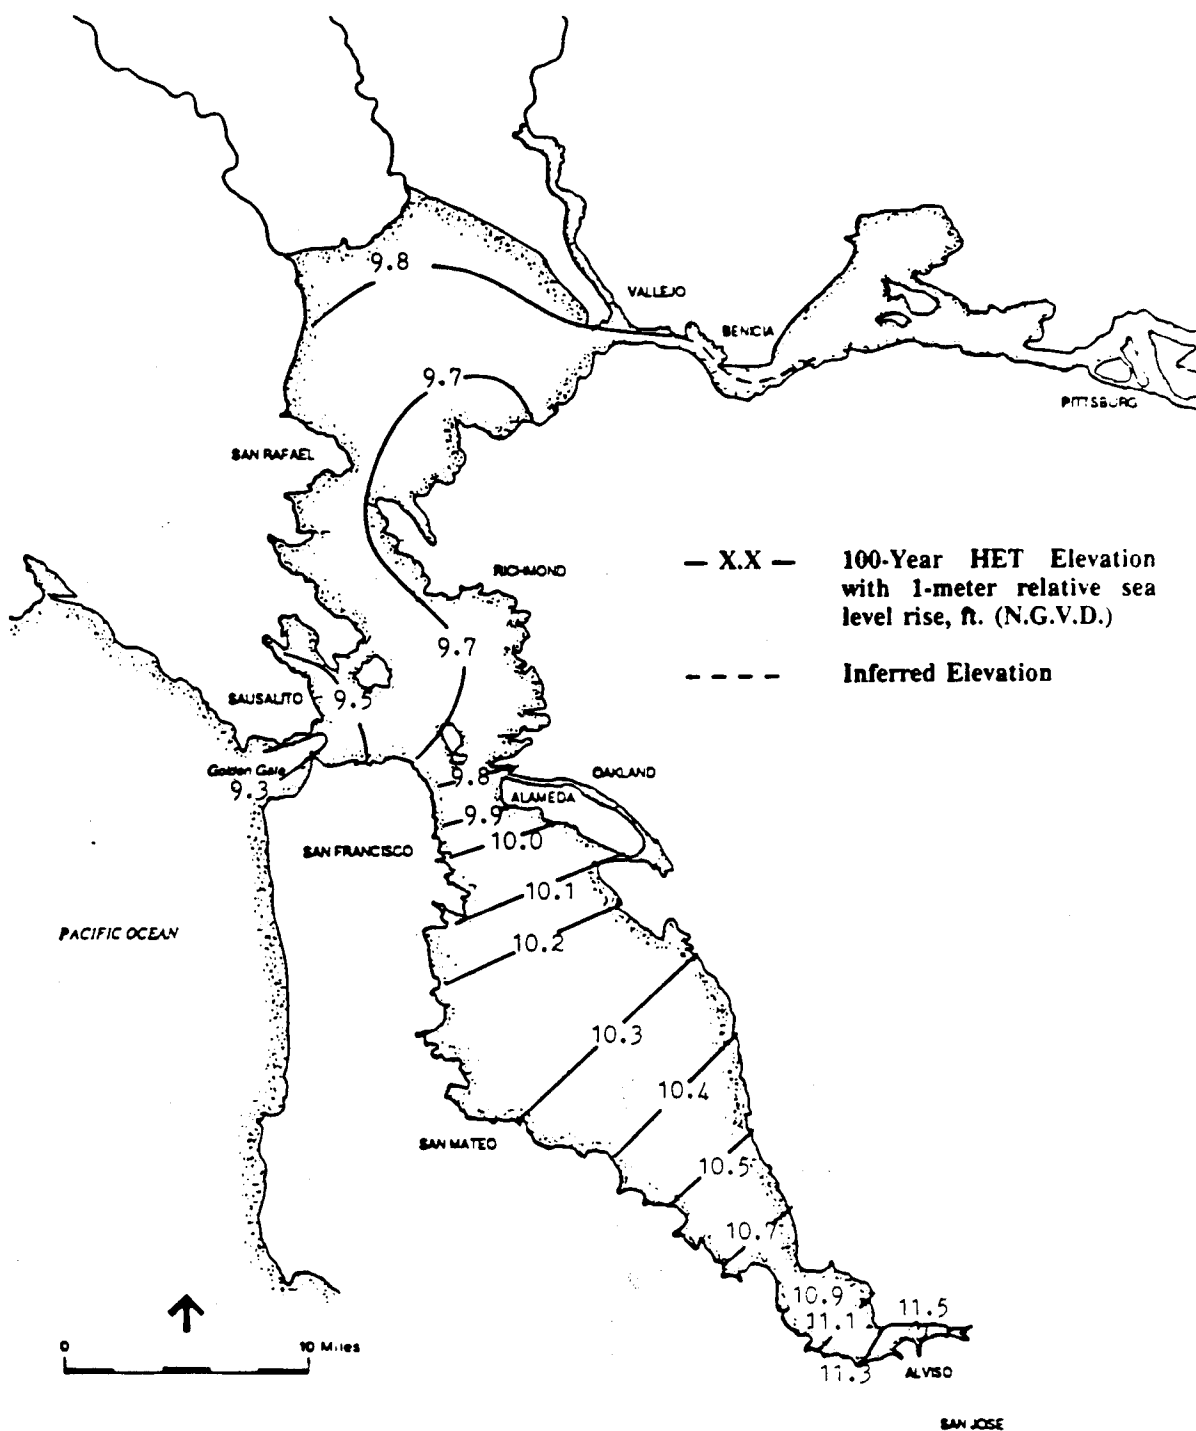 9.8
VALLEJO
BENICIA
9.7
PITTSBURG
SAN RAFAEL
— X.X — 100-Year HET Elevation
with 1-meter relative sea
level rise, ft. (N.G.V.D.)
RICHMOND
9.7
- - - - Inferred Elevation
SAUSALITO
9.5
Golden Gate
9.3
9.8
OAKLAND
ALAMEDA
9.9
10.0
SAN FRANCISCO
10.1
PACIFIC OCEAN
10.2
10.3
10.4
SAN MATEO
10.5
10.7
10.9
11.5
11.1
0
10 Miles
11.3
ALVISO
SAN JOSE